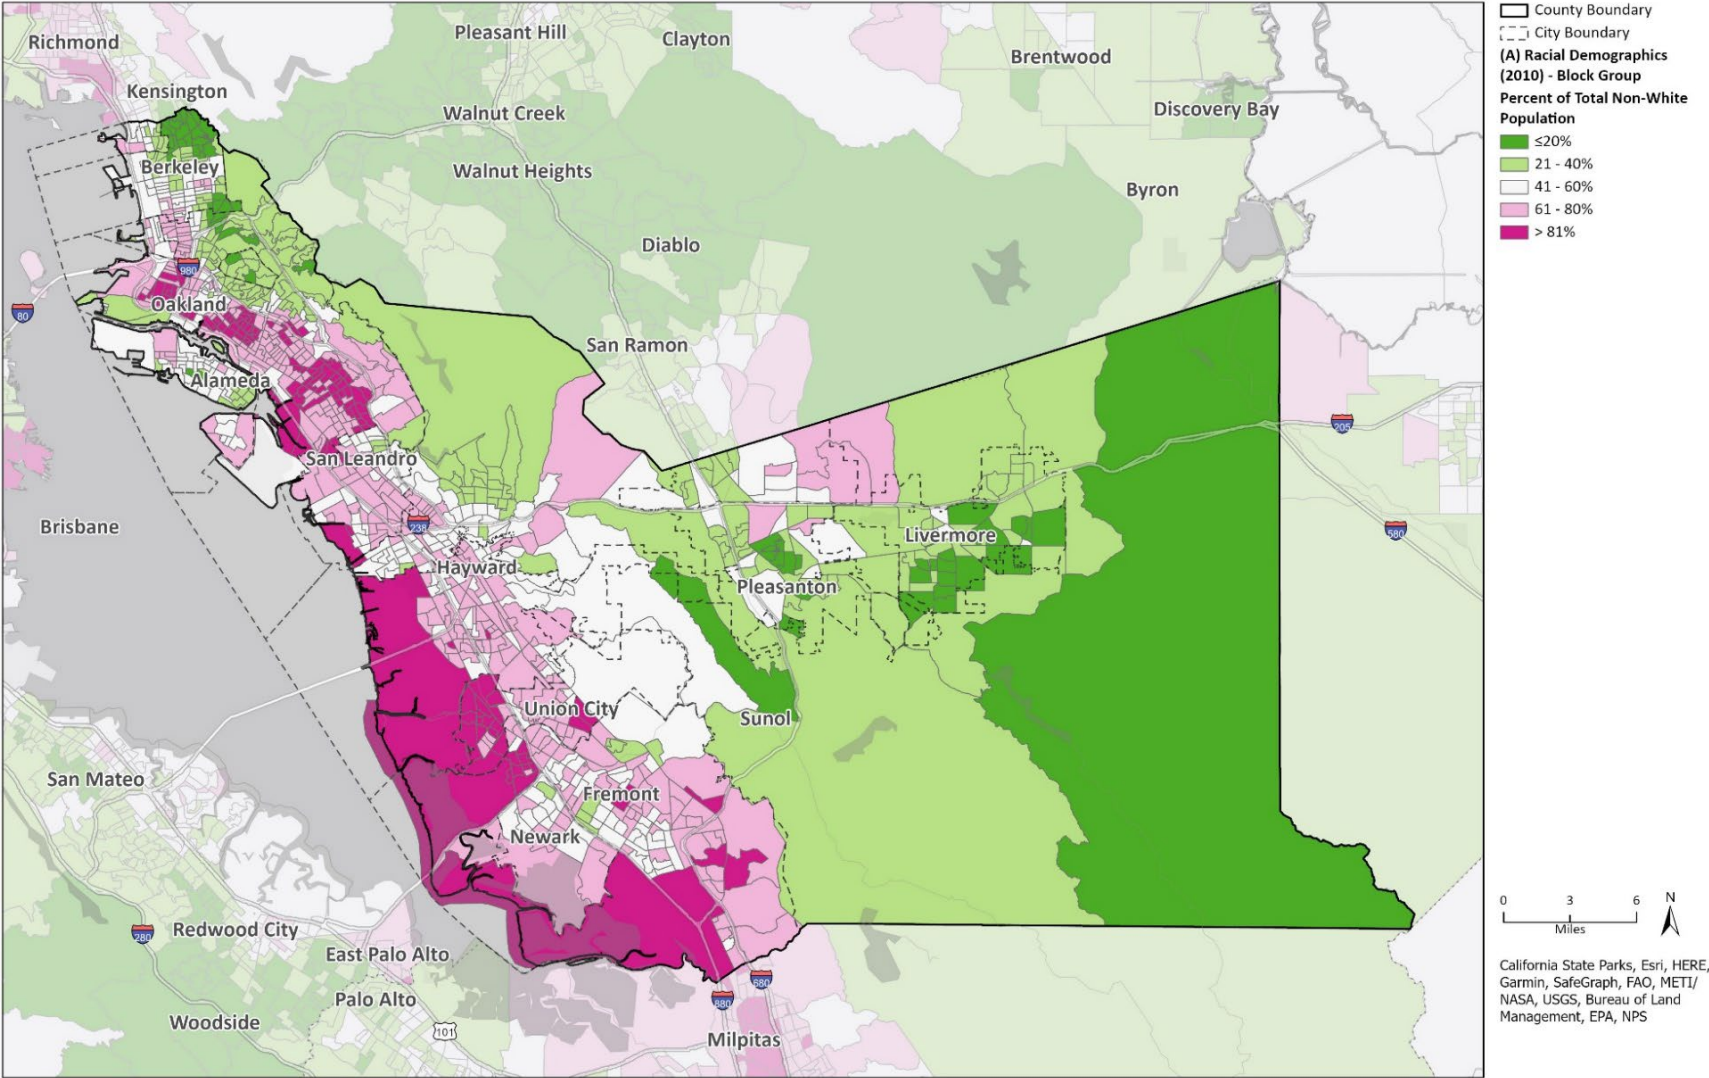 Richmond
Pleasant Hill
Clayton
Brentwood
Kensington
Walnut Creek
Discovery Bay
Berkeley
Walnut Heights
Byron
Diablo
980
Oakland
80
San Ramon
Alameda
205
San Leandro
Brisbane
238
580
Livermore
Hayward
Pleasanton
Union City
Sunol
San Mateo
Fremont
Newark
Redwood City
280
East Palo Alto
680
Palo Alto
880
Woodside
101
Milpitas
County Boundary
City Boundary
(A) Racial Demographics
(2010) - Block Group
Percent of Total Non-White
Population
≤20%
21 - 40%
41 - 60%
61 - 80%
> 81%
0 3 6
Miles
N
California State Parks, Esri, HERE,
Garmin, SafeGraph, FAO, METI/
NASA, USGS, Bureau of Land
Management, EPA, NPS